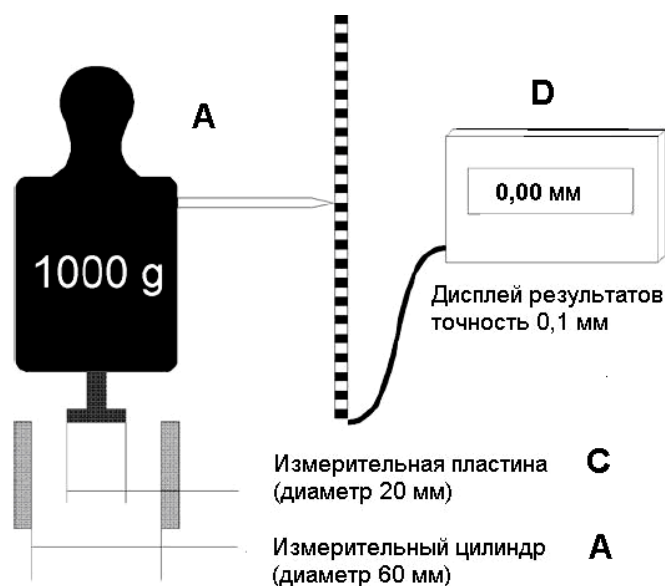 A
D
0,00 мм
1000 g
Дисплей результатов
точность 0,1 мм
Измерительная пластина
(диаметр 20 мм)
C
Измерительный цилиндр
(диаметр 60 мм)
A